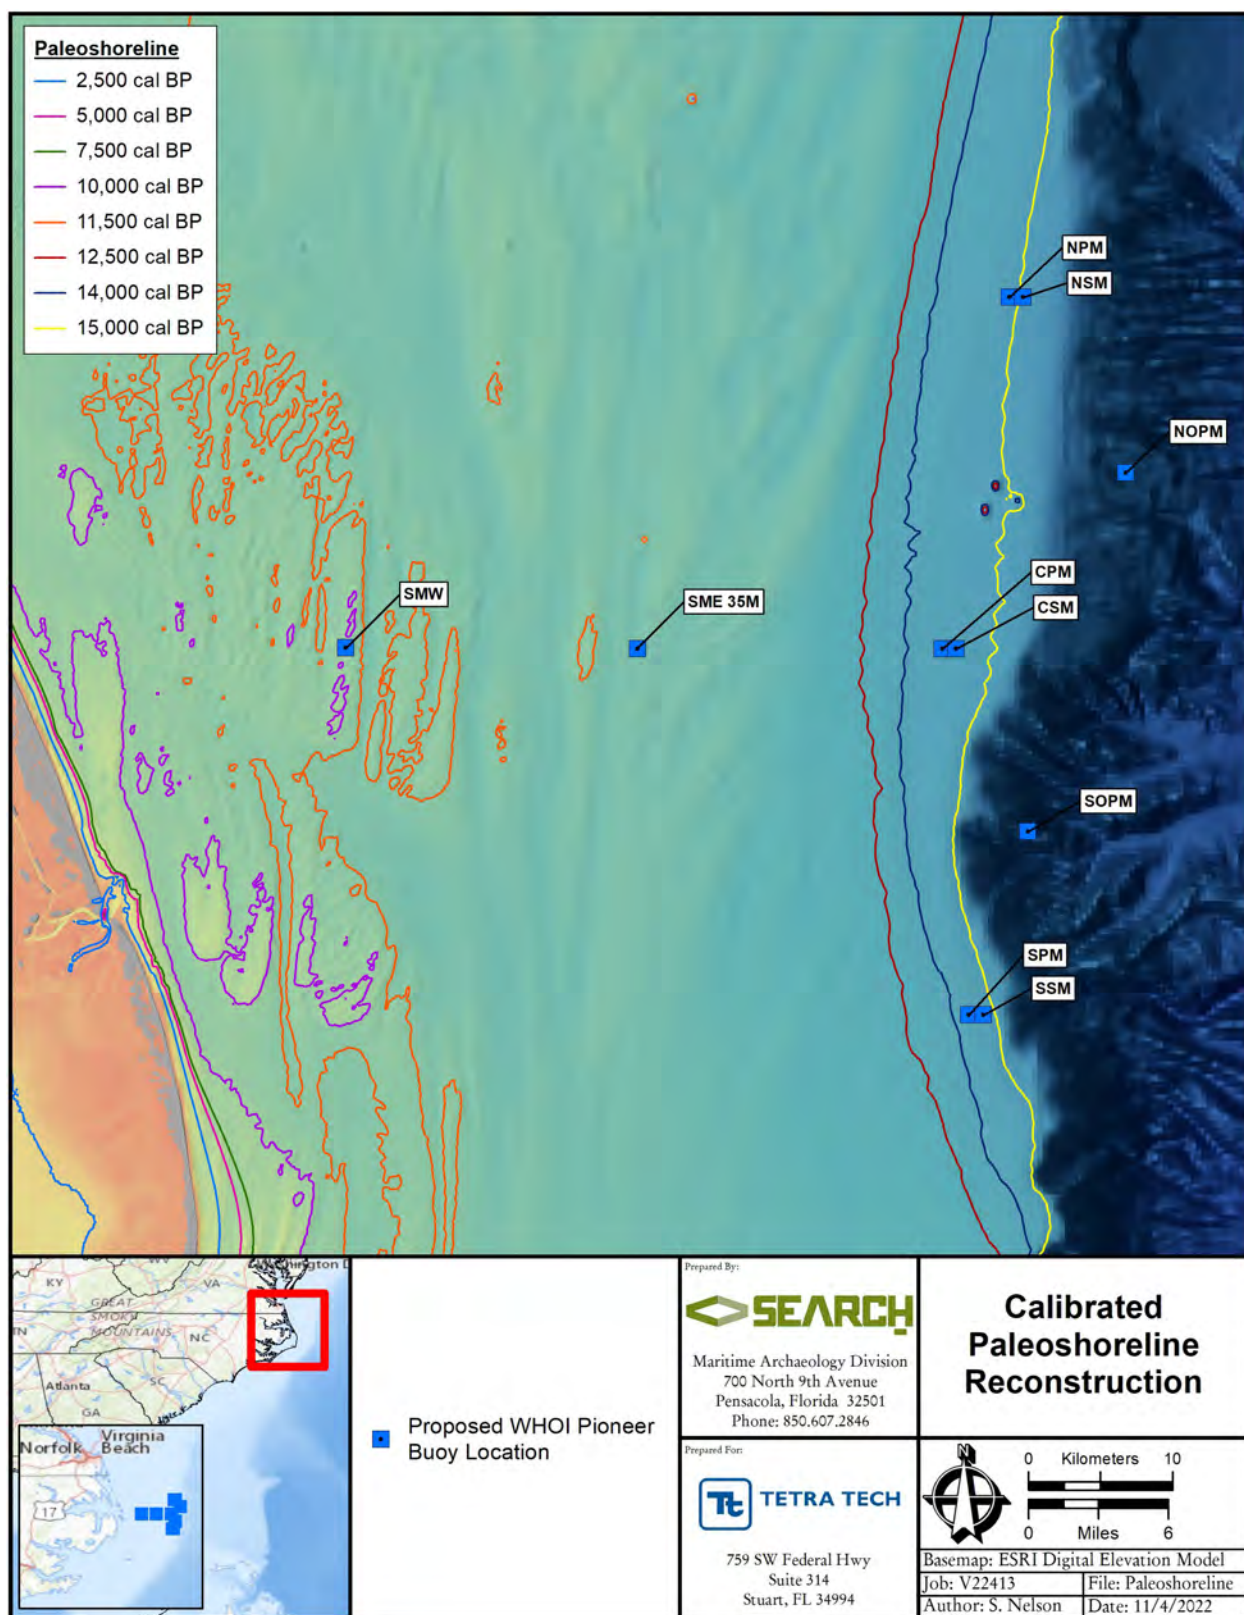 Paleoshoreline
2,500 cal BP
5,000 cal BP
7,500 cal BP
10,000 cal BP
11,500 cal BP
12,500 cal BP
14,000 cal BP
15,000 cal BP
NPM
NSM
NOPM
SMW
SME 35M
CPM
CSM
SOPM
SPM
SSM
KY
VA
GREAT
SMOKY
MOUNTAINS
TN
NC
Atlanta
SC
GA
Virginia
Norfolk
Beach
17
Proposed WHOI Pioneer
Buoy Location
Prepared By:
SEARCH
Maritime Archaeology Division
700 North 9th Avenue
Pensacola, Florida 32501
Phone: 850.607.2846
Prepared For:
Tt
TETRA TECH
759 SW Federal Hwy
Suite 314
Stuart, FL 34994
Calibrated
Paleoshoreline
Reconstruction
N
0 Kilometers 10
0 Miles 6
Basemap: ESRI Digital Elevation Model
Job: V22413
File: Paleoshoreline
Author: S. Nelson
Date: 11/4/2022